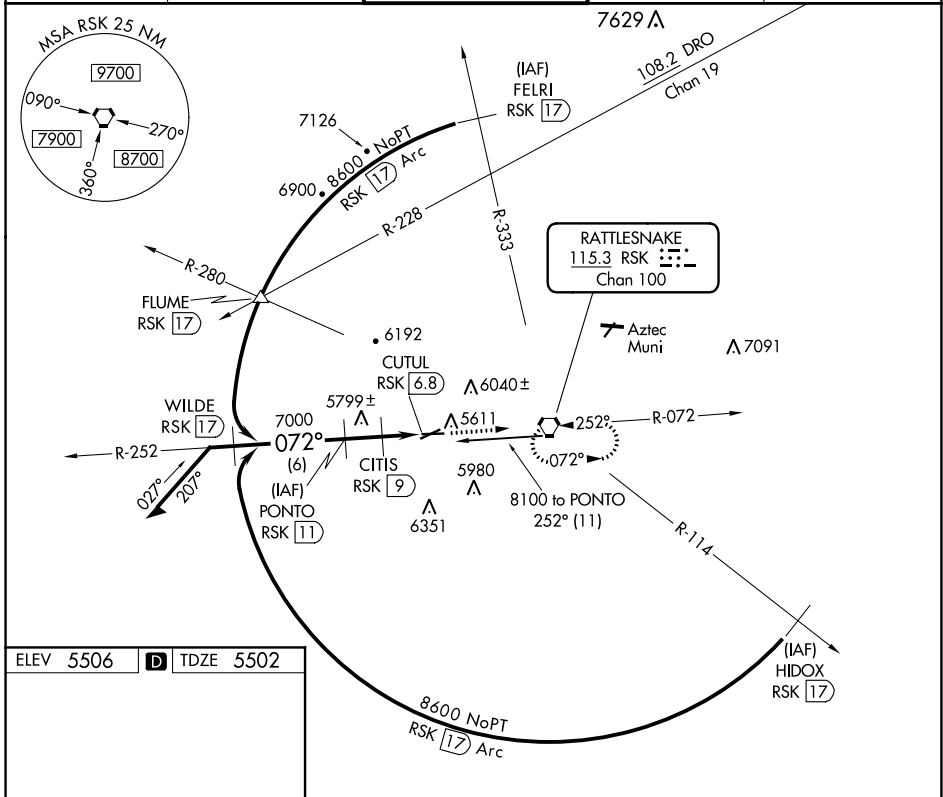 MSA RSK 25 NM
9700
090°
7900
270°
8700
360°
7629
108.2 DRO
Chan 19
(IAF)
FELRI
RSK 17
7126
8600 NoPT
6900
RSK 17 Arc
R-228
R-333
R-280
FLUME
RSK 17
RATTLESNAKE
115.3 RSK
Chan 100
Aztec
Muni
7091
6192
CUTUL
RSK 6.8
6040±
5799±
5611
WILDE
RSK 17
7000
072°
(6)
R-252
252°
R-072
072°
027°
207°
(IAF)
PONTO
RSK 11
CITIS
RSK 9
5980
6351
8100 to PONTO
252° (11)
R-114
(IAF)
HIDOX
RSK 17
8600 NoPT
RSK 17 Arc
ELEV 5506 D TDZE 5502